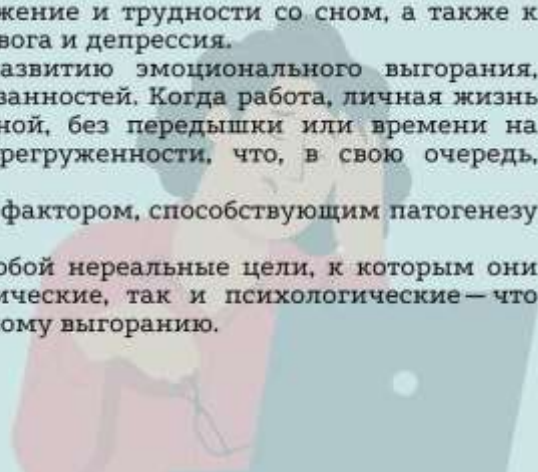 жение и трудности со сном, а также к
вога и депрессия.
азвитию эмоционального выгорания,
занностей. Когда работа, личная жизнь
ной, без передышки или времени на
регруженности, что, в свою очередь,
фактором, способствующим патогенезу
обой нереальные цели, к которым они
ические, так и психологические — что
ому выгоранию.